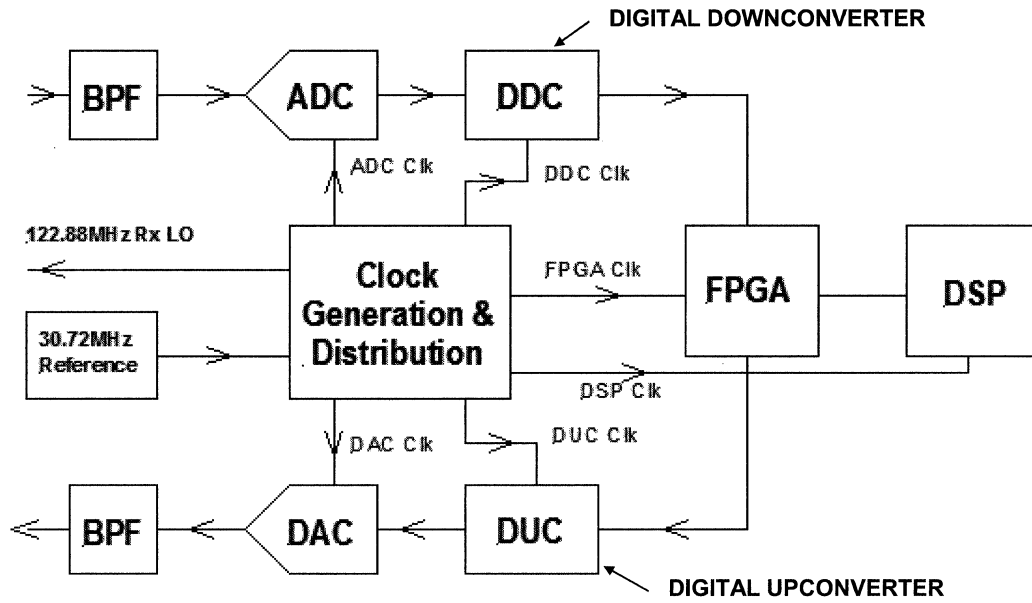 DIGITAL DOWNCONVERTER
BPF
ADC
DDC
ADC Clk
DDC Clk
122.88MHz Rx LO
Clock
Generation &
Distribution
FPGA Clk
FPGA
DSP
30.72MHz
Reference
DSP Clk
DAC Clk
DUC Clk
BPF
DAC
DUC
DIGITAL UPCONVERTER